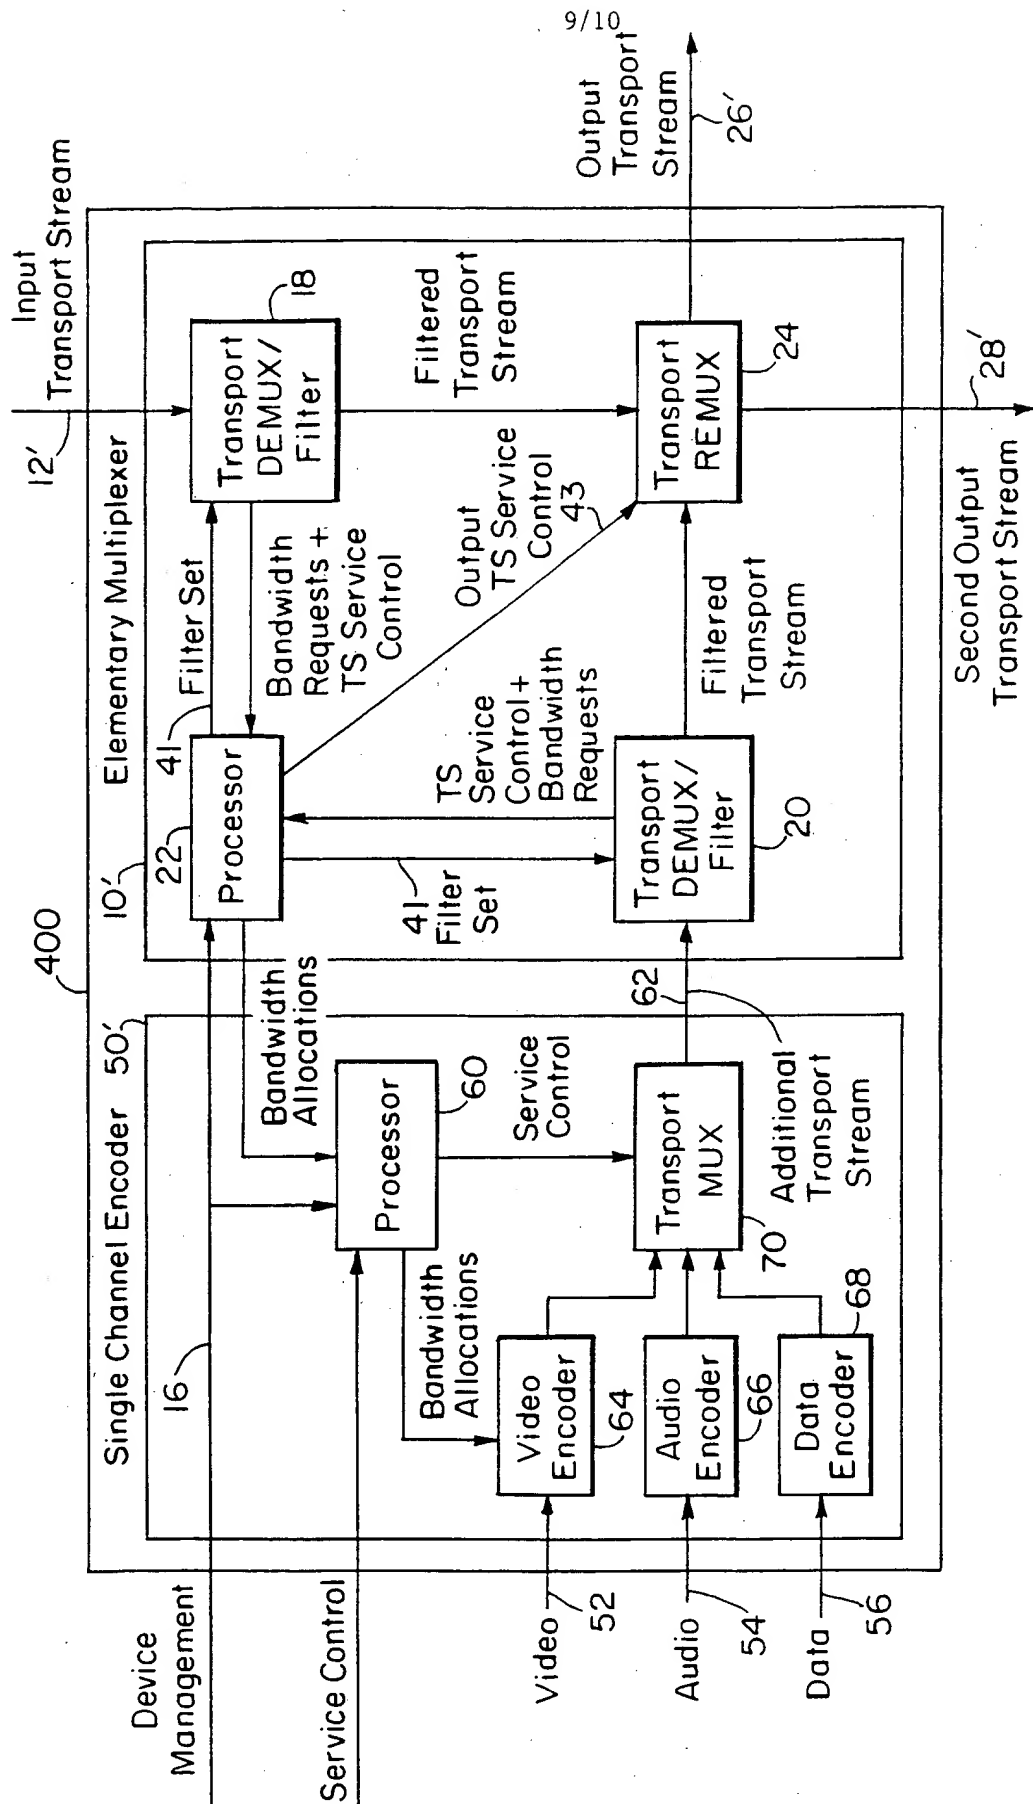 9/10
400
Single Channel Encoder 50'
10'
Elementary Multiplexer
Device
Management
16
Service Control
Bandwidth
Allocations
Processor
60
Bandwidth
Allocations
Service
Control
Video
52
Video
Encoder
64
Audio
54
Audio
Encoder
66
Data
56
Data
Encoder
68
Transport
MUX
70
62
Additional
Transport
Stream
22
Processor
41
Filter Set
Bandwidth
Requests +
TS Service
Control
12'
Input
Transport Stream
Transport
DEMUX/
Filter
18
41
Filter
Set
TS
Service
Control+
Bandwidth
Requests
Output
TS Service
Control
43
Filtered
Transport
Stream
Transport
DEMUX/
Filter
20
Filtered
Transport
Stream
Transport
REMUX
24
Output
Transport
Stream
26'
Second Output
Transport Stream
28'